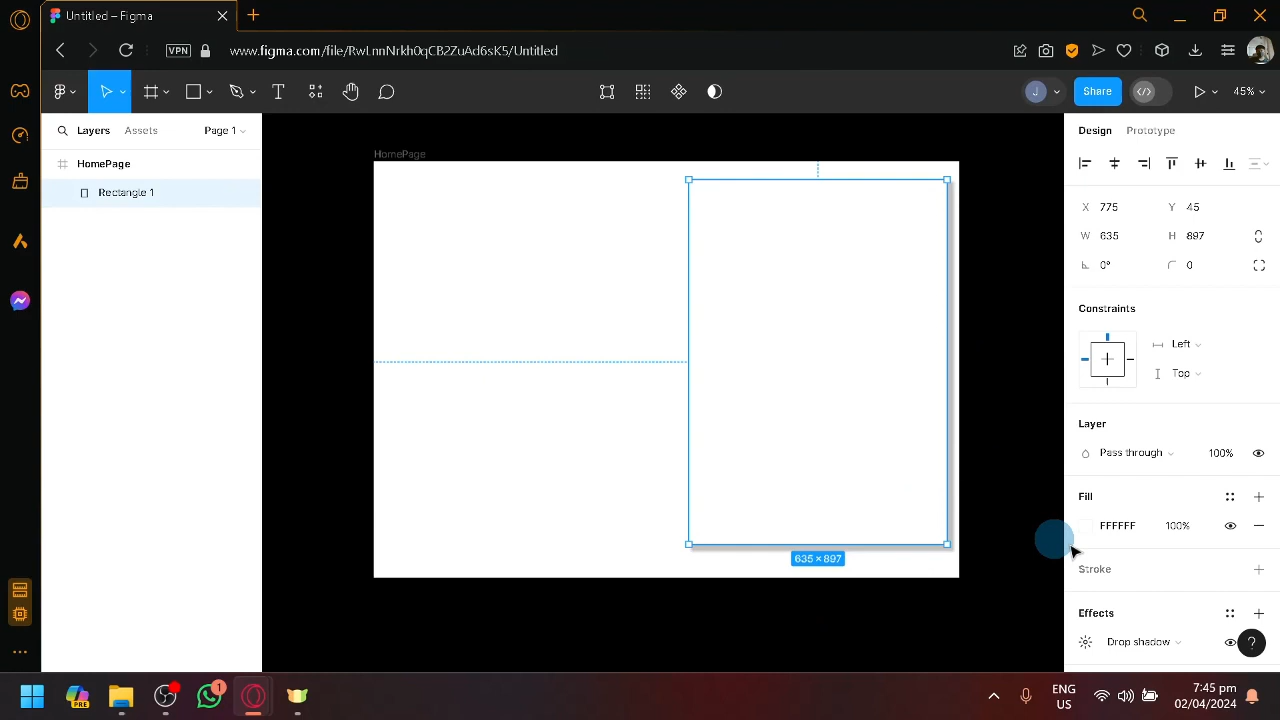 Untitled – Figma
VPN
www.figma.com/file/RwLnnNrkh0qCB2ZuAd6sK5/Untitled
J
Share
45%
Layers
Assets
Page 1
Design
Prototype
HomePage
Rectangle 1
HomePage
635 × 897
X 775
Y 45
W 635
H 897
0°
0
Constraints
Left
Top
Layer
Pass through
100%
Fill
FFFFFF
100%
Stroke
Effects
Drop shadow
?
PRE
1
ENG
US
7:45 pm
02/04/2024